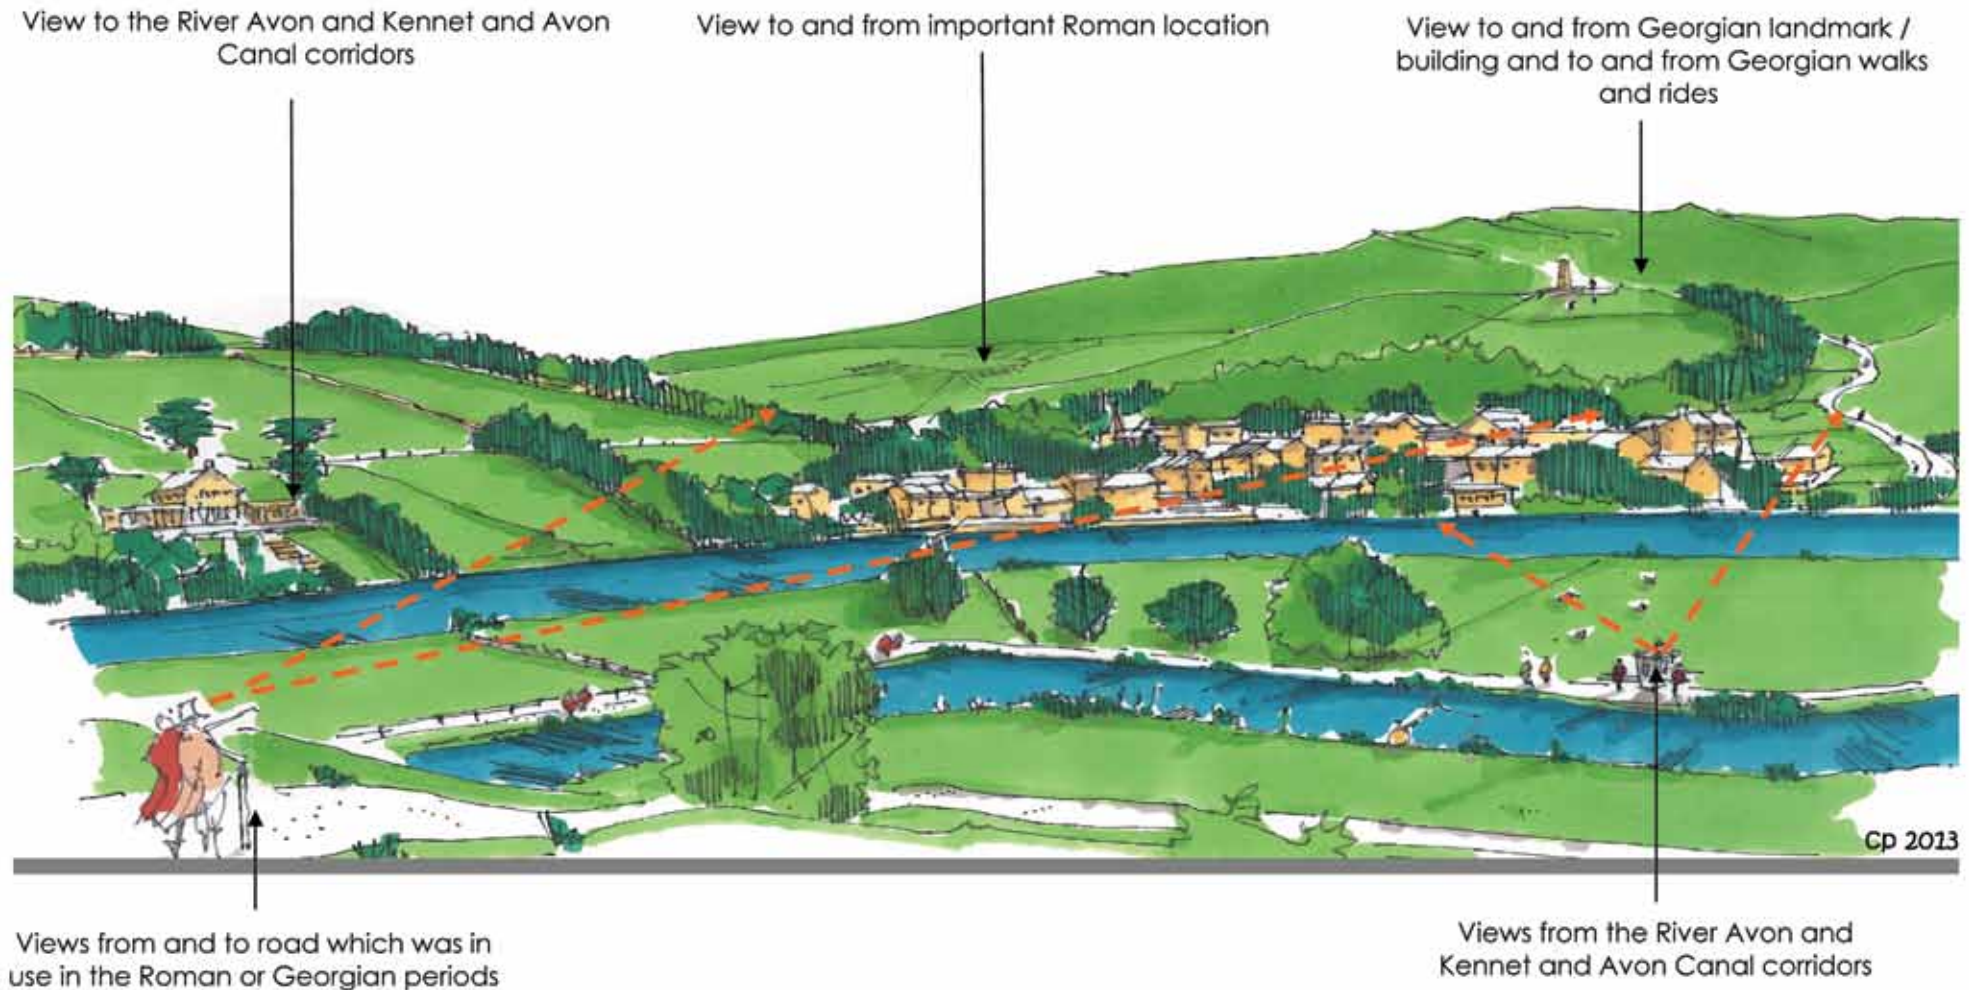 View to the River Avon and Kennet and Avon
Canal corridors
View to and from important Roman location
View to and from Georgian landmark /
building and to and from Georgian walks
and rides
Cp 2013
Views from and to road which was in
use in the Roman or Georgian periods
Views from the River Avon and
Kennet and Avon Canal corridors